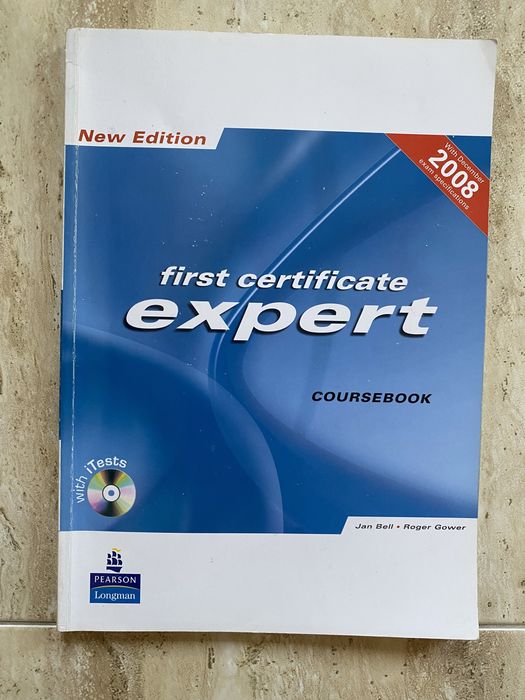 New Edition
With December
2008
exam specifications
first certificate
expert
COURSEBOOK
with iTests
Jan Bell • Roger Gower
PEARSON
Longman